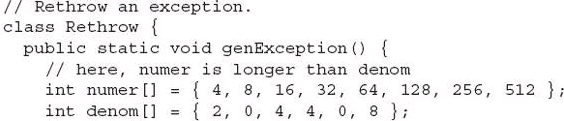 // Rethrow an exception.
class Rethrow {
  public static void genException() {
    // here, numer is longer than denom
    int numer[] = { 4, 8, 16, 32, 64, 128, 256, 512 };
    int denom[] = { 2, 0, 4, 4, 0, 8 };